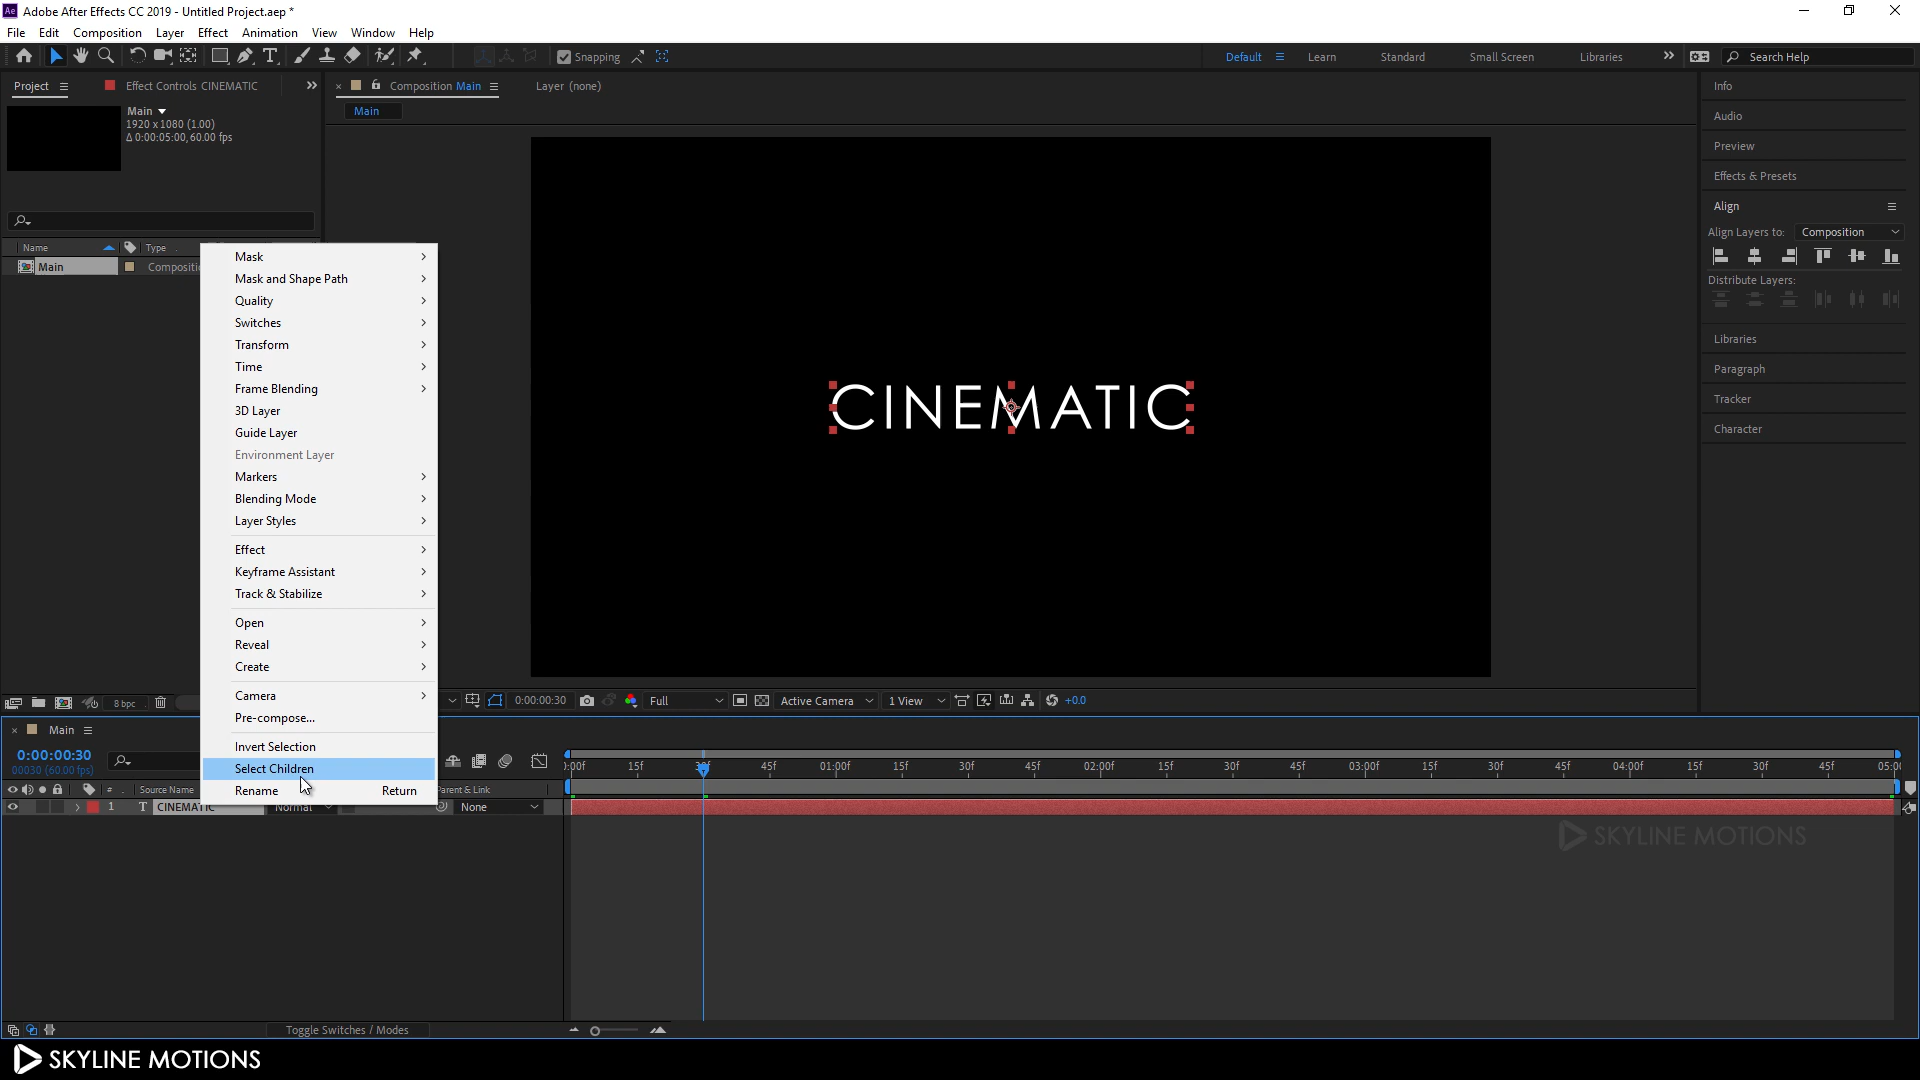 Ae Adobe After Effects CC 2019 - Untitled Project.aep *
File Edit Composition Layer Effect Animation View Window Help
Snapping Default Learn Standard Small Screen Libraries Search Help
Project Effect Controls CINEMATIC Composition Main Layer (none) Info
Main 1920 x 1080 (1.00) Δ 0:00:05:00, 60.00 fps
Main
Audio
Preview
Effects & Presets
Align
Align Layers to: Composition
Distribute Layers:
Libraries
Paragraph
Tracker
Character
Name Type
Main
CINEMATIC
Mask
Mask and Shape Path
Quality
Switches
Transform
Time
Frame Blending
3D Layer
Guide Layer
Environment Layer
Markers
Blending Mode
Layer Styles
Effect
Keyframe Assistant
Track & Stabilize
Open
Reveal
Create
Camera
Pre-compose...
Invert Selection
Select Children
Rename Return
8 bpc 0:00:00:30 Full Active Camera 1 View +0.0
Main
0:00:00:30
00030 (60.00 fps)
15f 45f 01:00f 15f 30f 45f 02:00f 15f 30f 45f 03:00f 15f 30f 45f 04:00f 15f 30f 45f
# Source Name Parent & Link
1 T CINEMATIC Normal None
SKYLINE MOTIONS
Toggle Switches / Modes
SKYLINE MOTIONS